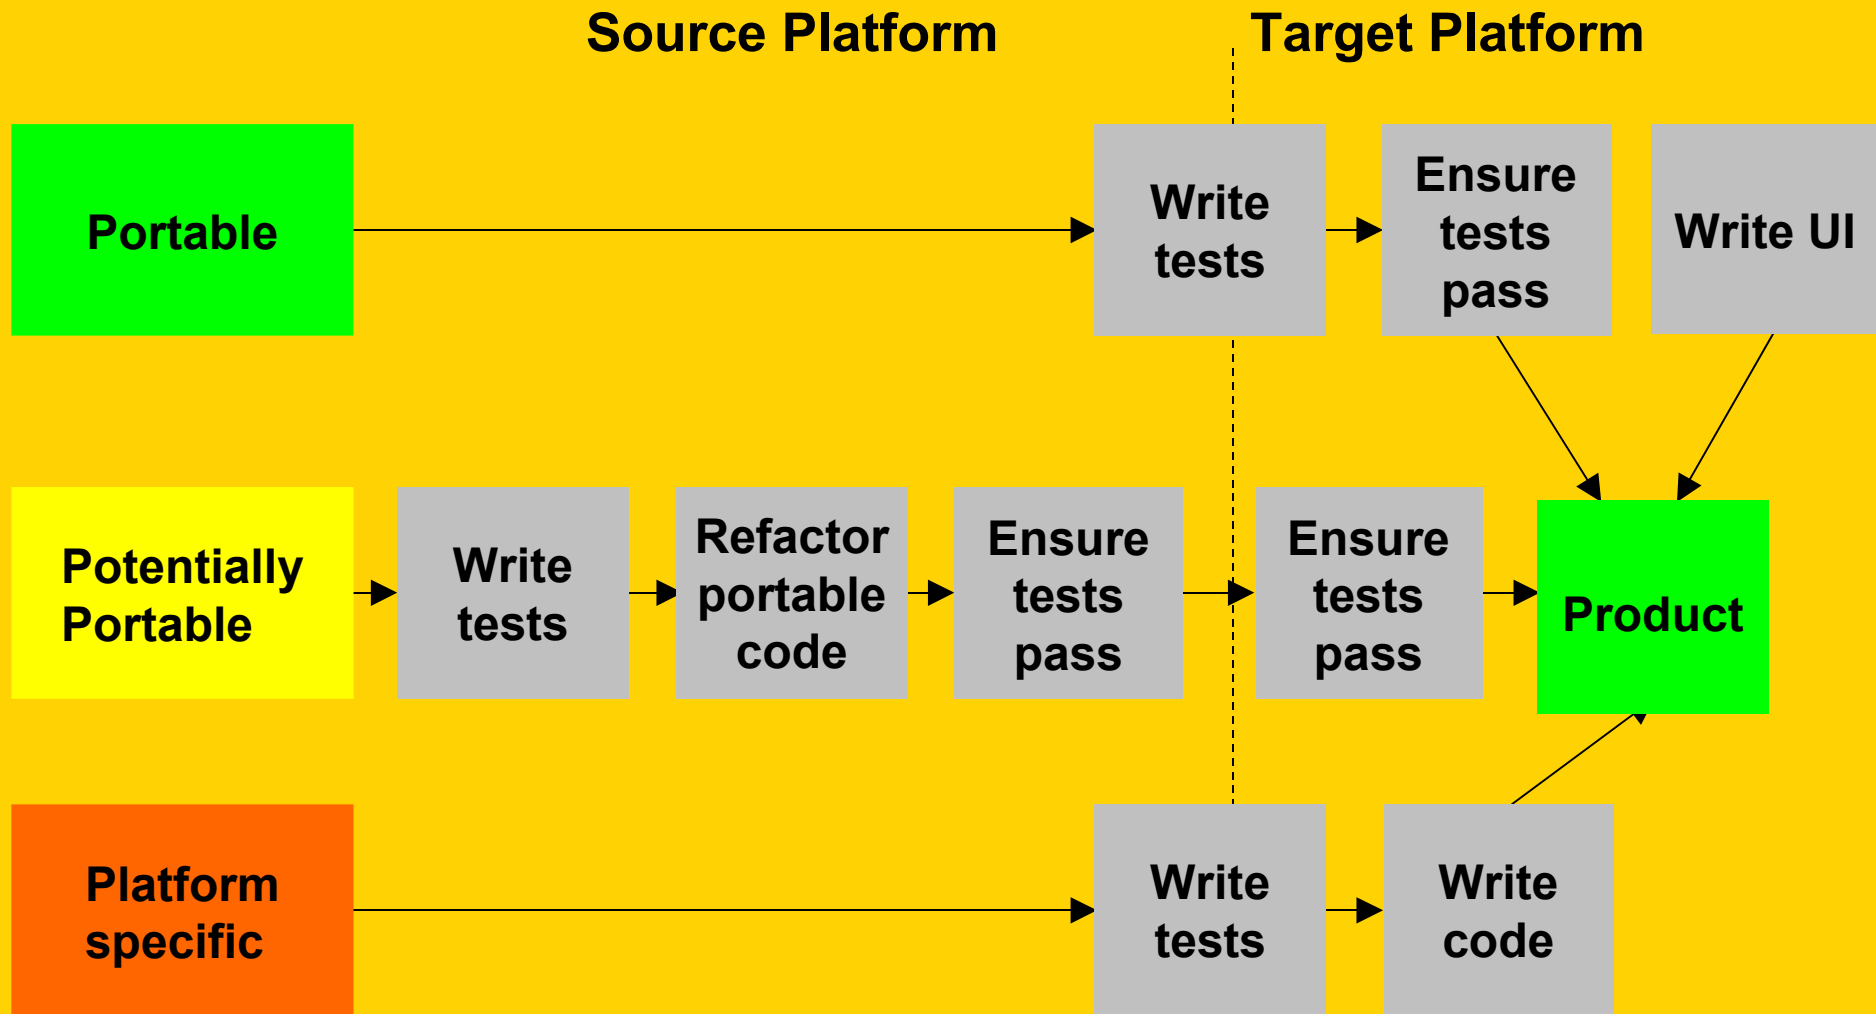 Source Platform
Target Platform
Portable
Write
tests
Ensure
tests
pass
Write UI
Potentially
Portable
Write
tests
Refactor
portable
code
Ensure
tests
pass
Ensure
tests
pass
Product
Platform
specific
Write
tests
Write
code